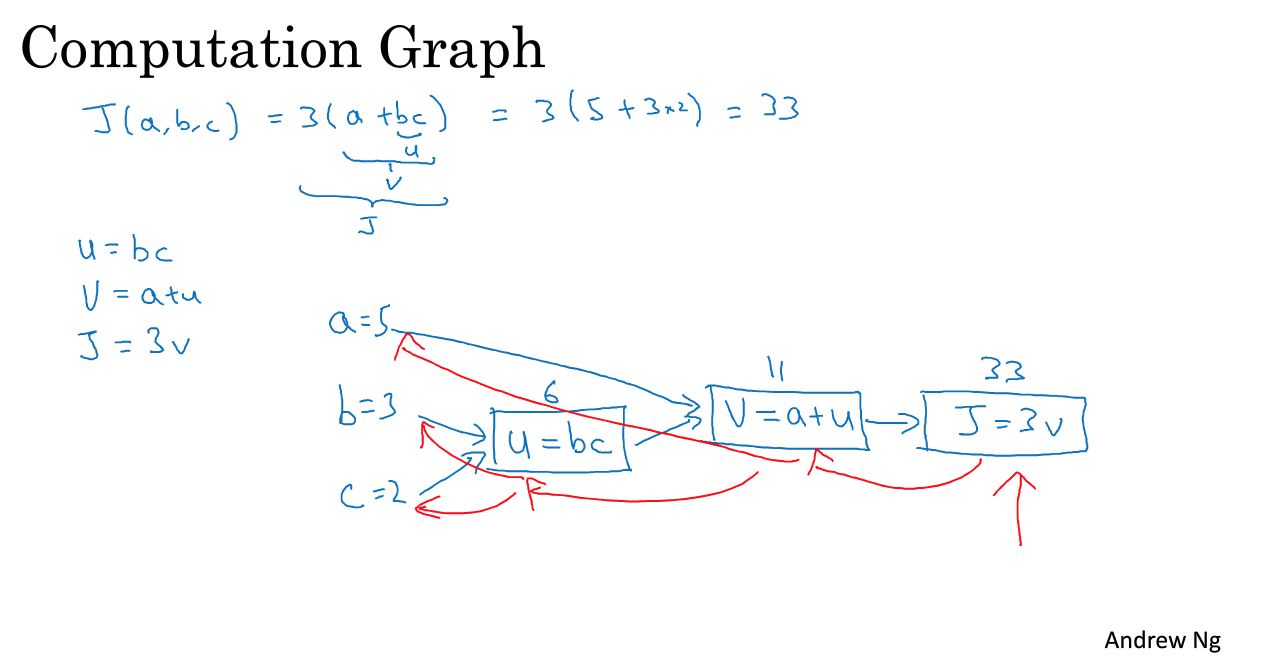 Computation Graph
J(a,b,c) = 3(a+bc) = 3(5+3×2) = 33
u
v
J
u = bc
v = a+u
J = 3v
a=5
11
33
b=3
6
v = a+u
J = 3v
u = bc
c=2
Andrew Ng